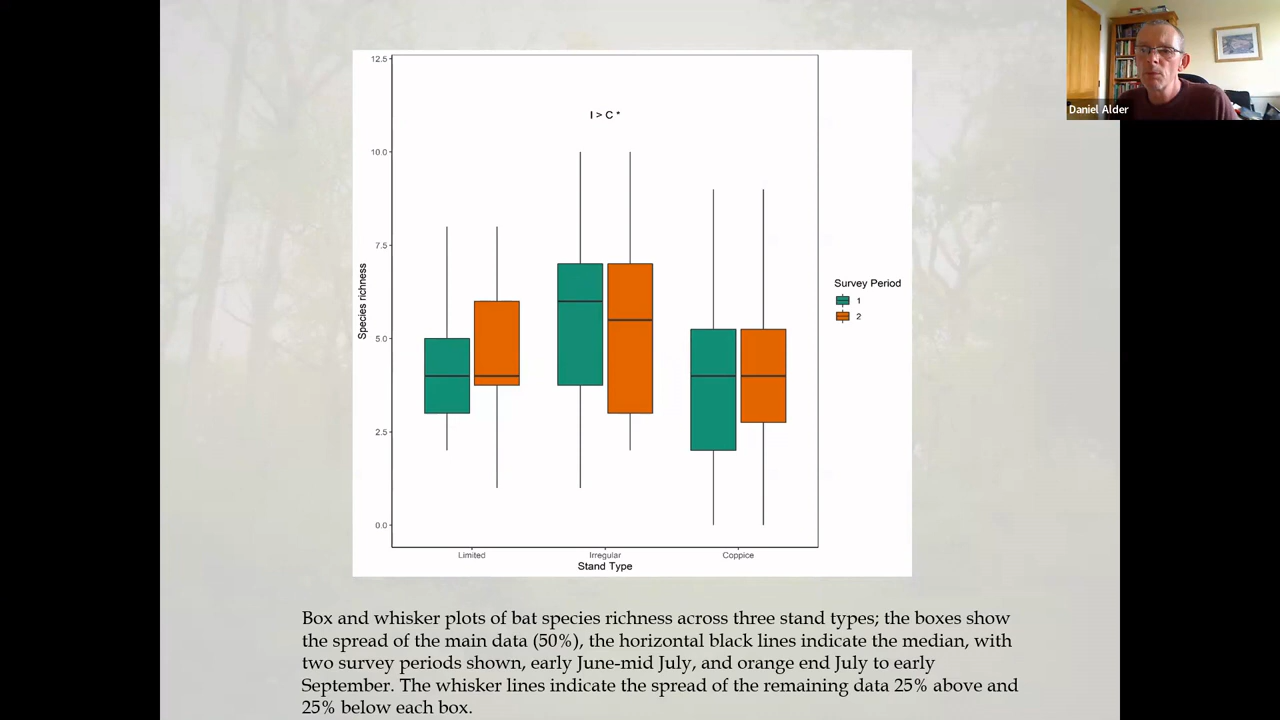 12.5
I > C *
10.0
7.5
Species richness
5.0
2.5
0.0
Limited
Irregular
Coppice
Stand Type
Survey Period
1
2
Daniel Alder
Box and whisker plots of bat species richness across three stand types; the boxes show
the spread of the main data (50%), the horizontal black lines indicate the median, with
two survey periods shown, early June-mid July, and orange end July to early
September. The whisker lines indicate the spread of the remaining data 25% above and
25% below each box.